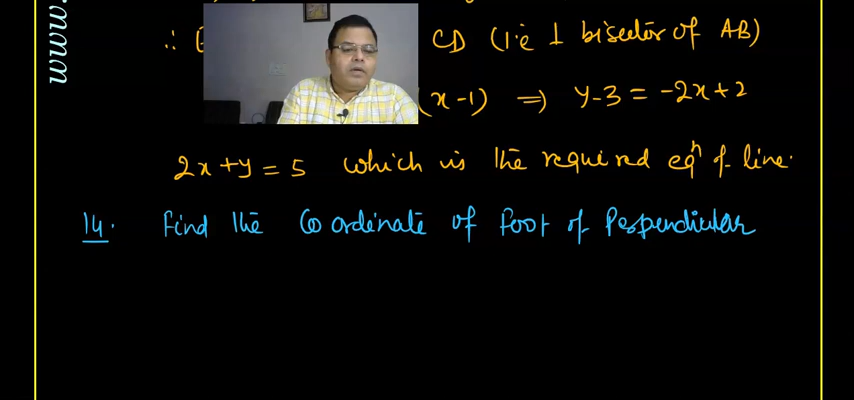 www.
∴ CD (i.e ⊥ bisector of AB)
(x-1) ⇒ y-3 = -2x+2
2x+y = 5 which is the required eqⁿ of line.
14. Find the Coordinate of foot of Perpendicular